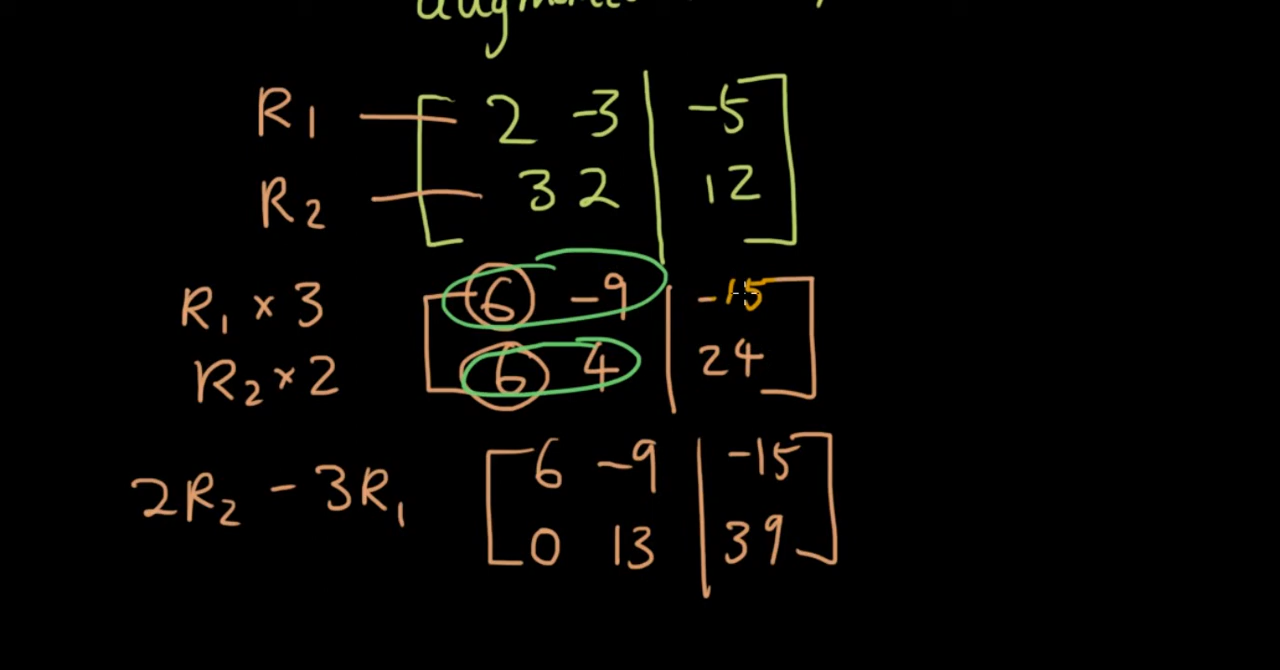 R1 [ 2 -3 | -5 ]
R2 [ 3 2 | 12 ]
R1 × 3 [ 6 -9 | -15 ]
R2 × 2 [ 6 4 | 24 ]
2R2 - 3R1 [ 6 -9 | -15 ]
[ 0 13 | 39 ]